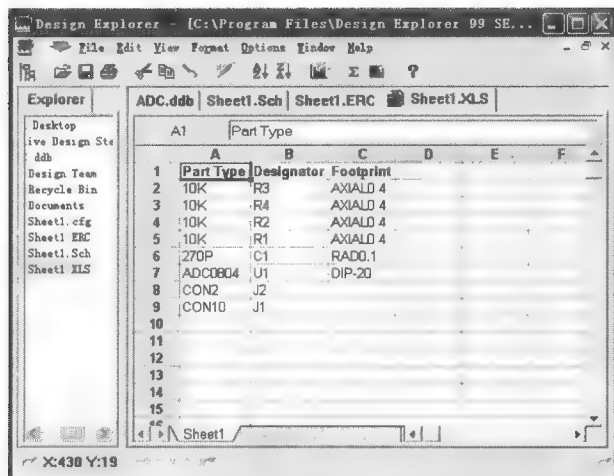 Design Explorer - [C:\Program Files\Design Explorer 99 SE...
File Edit View Format Options Window Help
Explorer
ADC.ddb Sheet1.Sch Sheet1.ERC Sheet1.XLS
Desktop
ive Design Sta
ddb
Design Team
Recycle Bin
Documents
Sheet1.cfg
Sheet1 ERC
Sheet1.Sch
Sheet1 XLS
A1 Part Type
A B C D E F
1 Part Type Designator Footprint
2 10K R3 AXIAL0 4
3 10K R4 AXIAL0 4
4 10K R2 AXIAL0 4
5 10K R1 AXIAL0 4
6 270P C1 RAD0.1
7 ADC0804 U1 DIP-20
8 CON2 J2
9 CON10 J1
10
11
12
13
14
15
Sheet1
X:430 Y:19